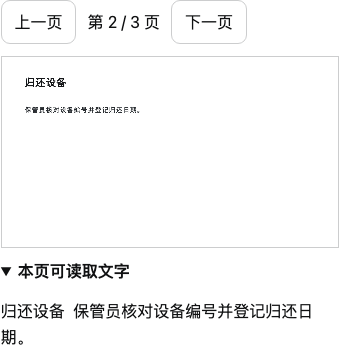 上一页 第 2 / 3 页 下一页
归还设备
保管员核对设备编号并登记归还日期。
▼ 本页可读取文字
归还设备 保管员核对设备编号并登记归还日
期。